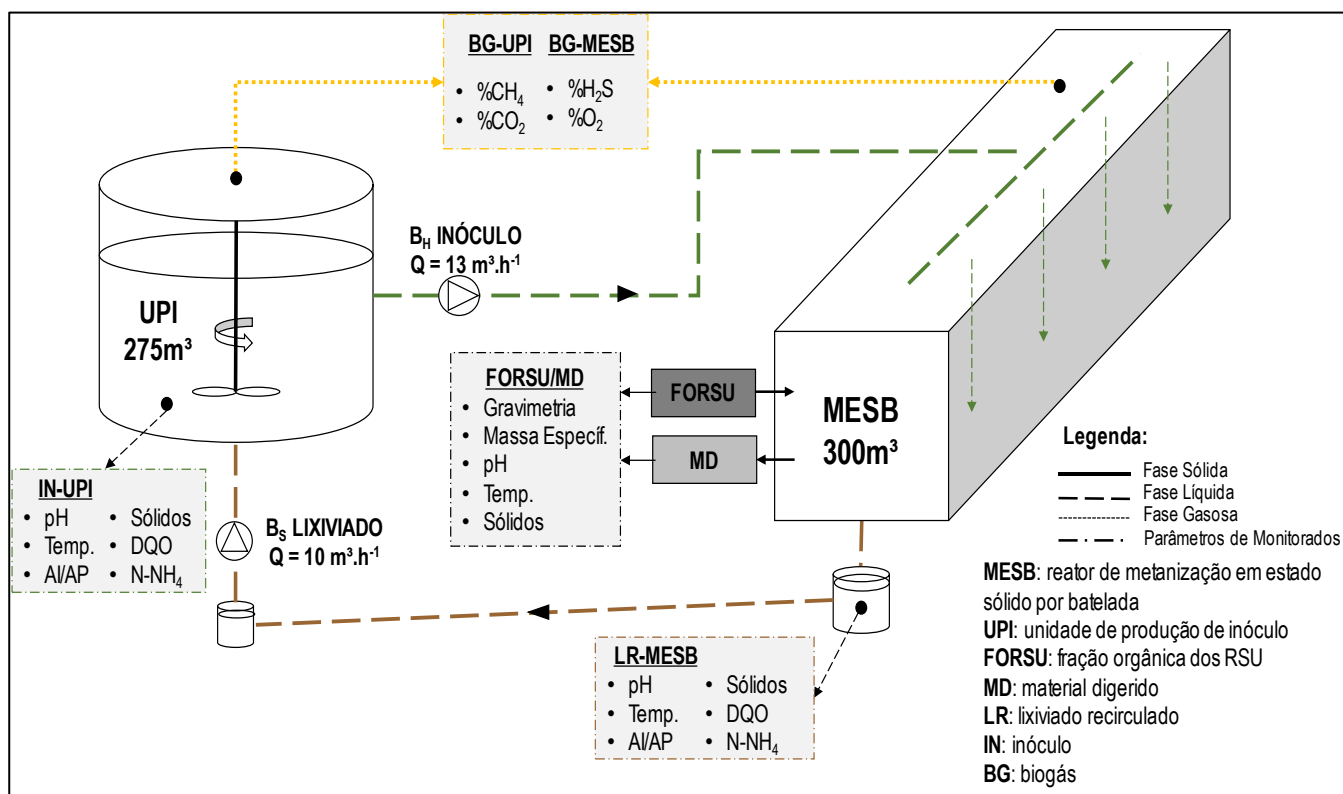 BG-UPI BG-MESB
• %CH₄ • %H₂S
• %CO₂ • %O₂
B_H INÓCULO
Q = 13 m³.h⁻¹
UPI
275m³
FORSU/MD
• Gravimetria
• Massa Específ.
• pH
• Temp.
• Sólidos
FORSU
MD
MESB
300m³
IN-UPI
• pH • Sólidos
• Temp. • DQO
• AI/AP • N-NH₄
B_S LIXIVIADO
Q = 10 m³.h⁻¹
LR-MESB
• pH • Sólidos
• Temp. • DQO
• AI/AP • N-NH₄
Legenda:
Fase Sólida
Fase Líquida
Fase Gasosa
Parâmetros de Monitorados
MESB: reator de metanização em estado
sólido por batelada
UPI: unidade de produção de inóculo
FORSU: fração orgânica dos RSU
MD: material digerido
LR: lixiviado recirculado
IN: inóculo
BG: biogás